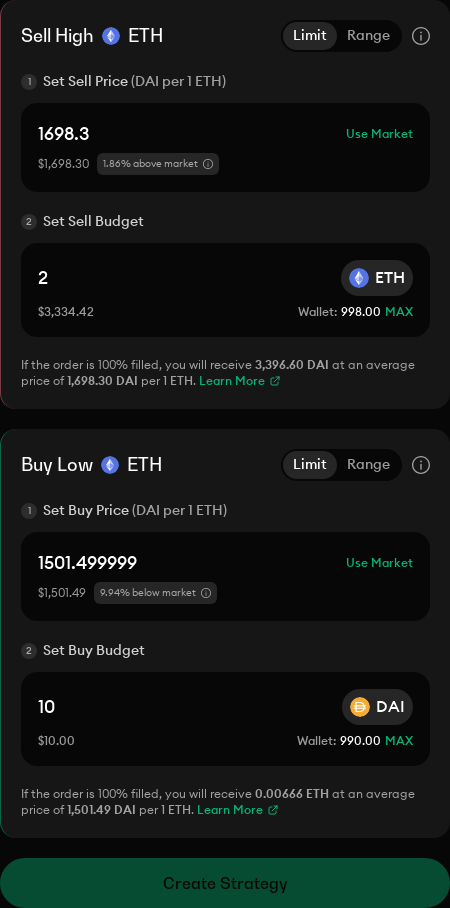 Sell High ETH Limit Range
1 Set Sell Price (DAI per 1 ETH)
1698.3 Use Market
$1,698.30 1.86% above market
2 Set Sell Budget
2 ETH
$3,334.42 Wallet: 998.00 MAX
If the order is 100% filled, you will receive 3,396.60 DAI at an average
price of 1,698.30 DAI per 1 ETH. Learn More
Buy Low ETH Limit Range
1 Set Buy Price (DAI per 1 ETH)
1501.499999 Use Market
$1,501.49 9.94% below market
2 Set Buy Budget
10 DAI
$10.00 Wallet: 990.00 MAX
If the order is 100% filled, you will receive 0.00666 ETH at an average
price of 1,501.49 DAI per 1 ETH. Learn More
Create Strategy